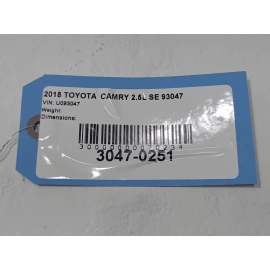 2018 TOYOTA CAMRY 2.5L SE 93047
VIN: U093047
Weight:
Dimensions:
3047-0251